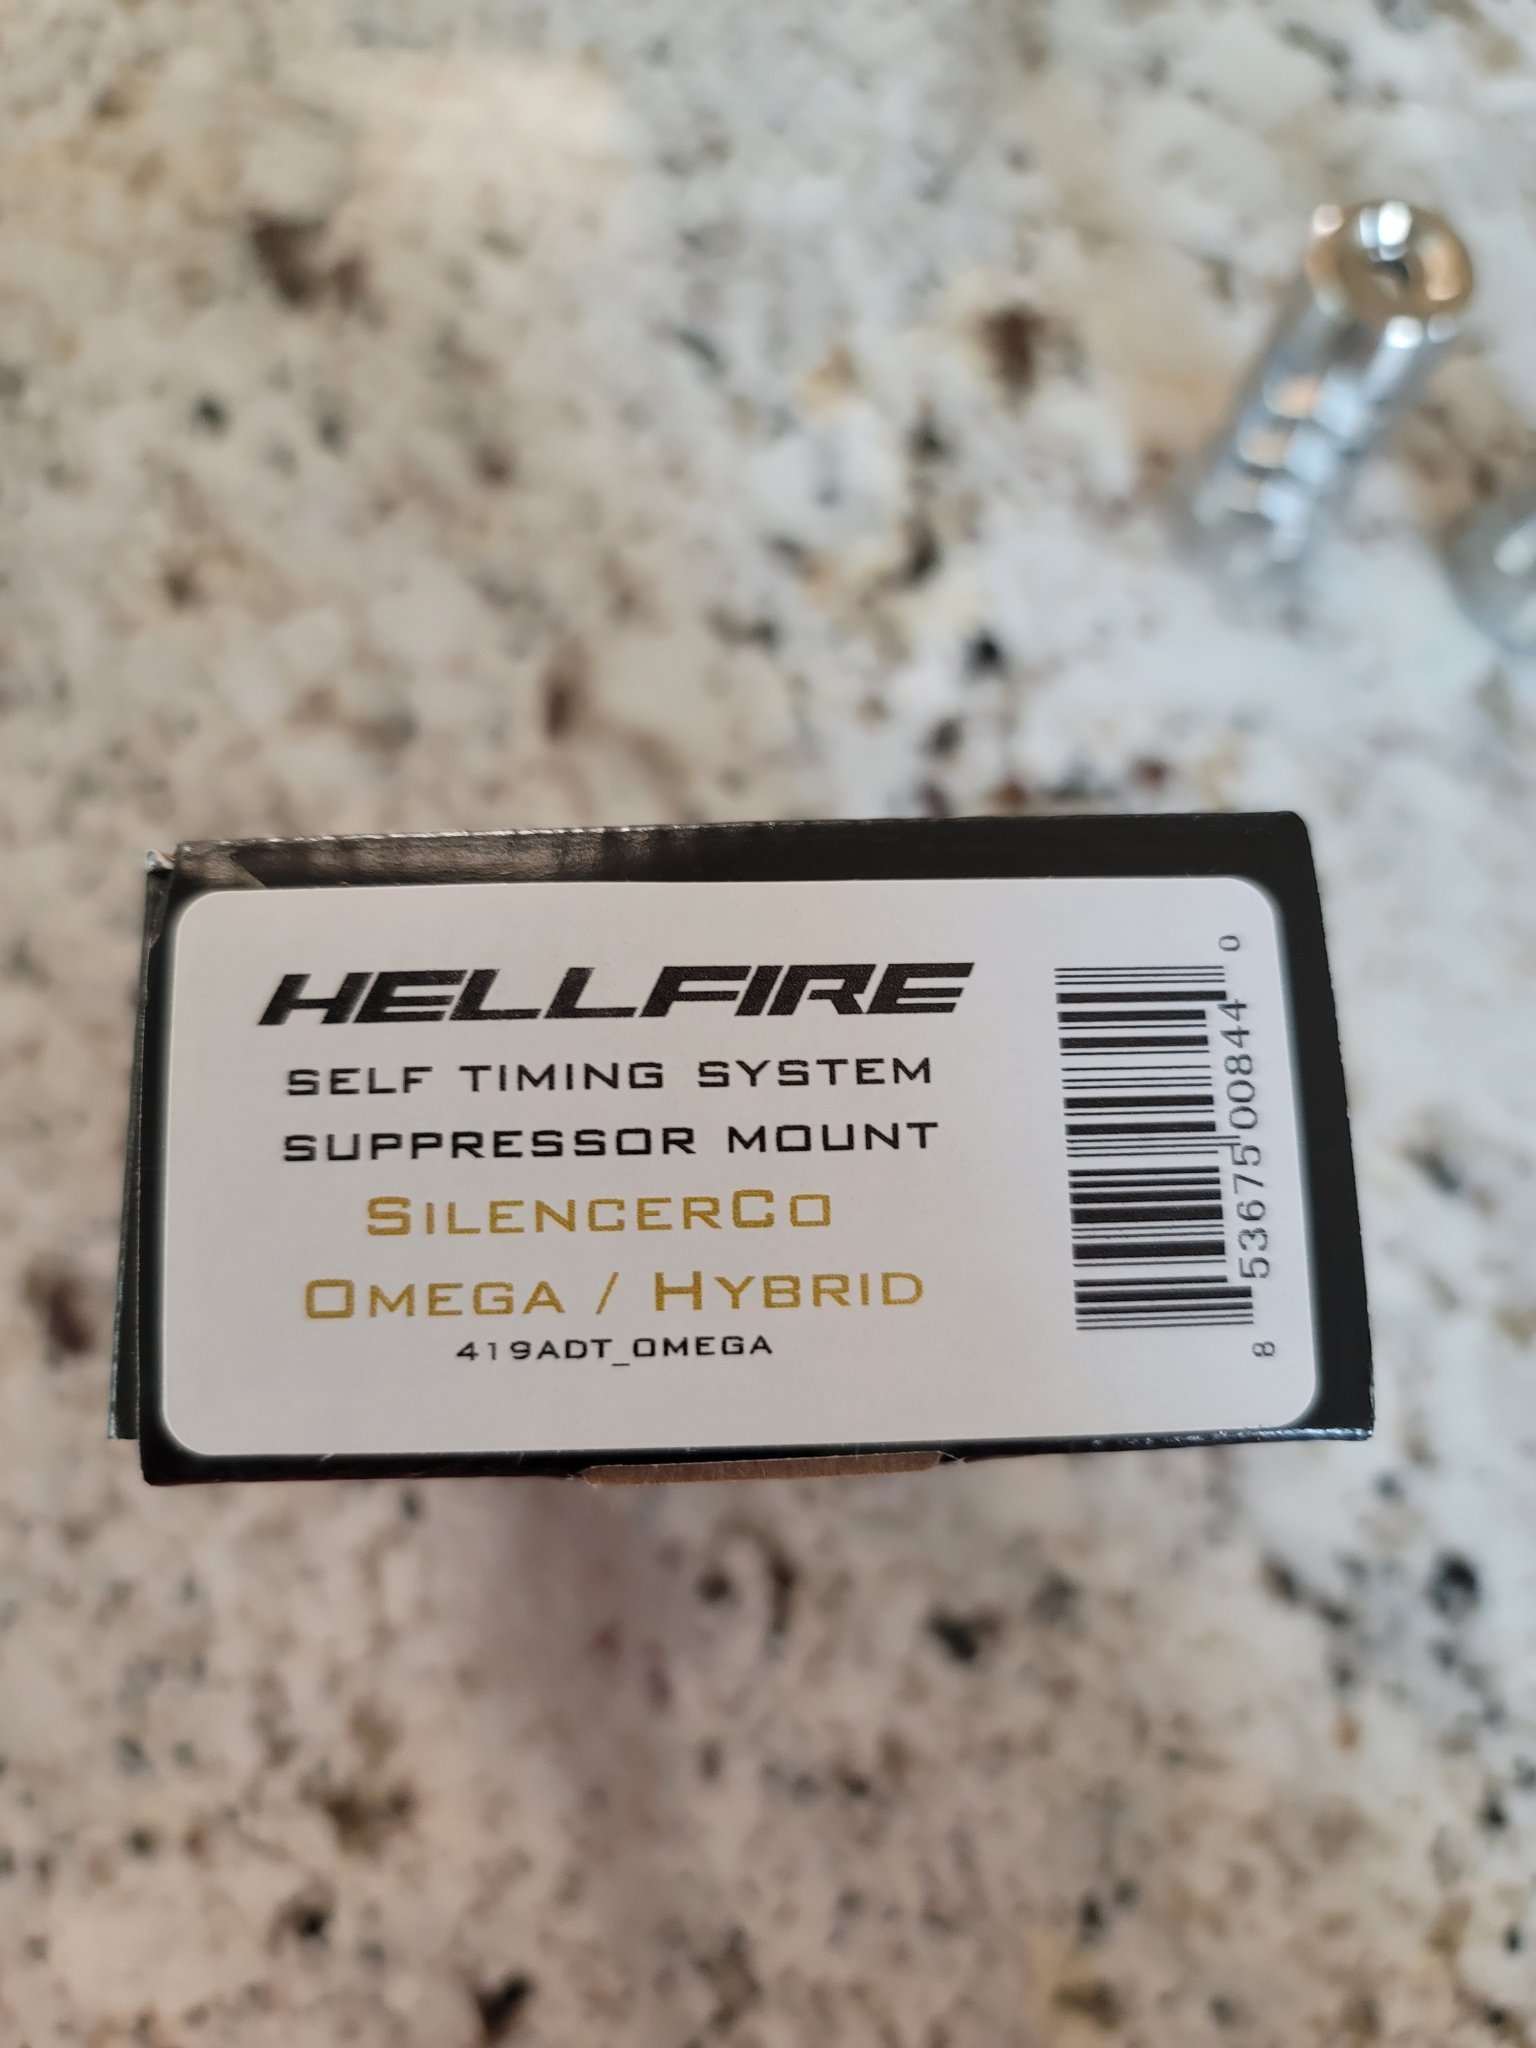 HELLFIRE
SELF TIMING SYSTEM
SUPPRESSOR MOUNT
SILENCERCO
OMEGA / HYBRID
419ADT_OMEGA
8 53675 00844 0